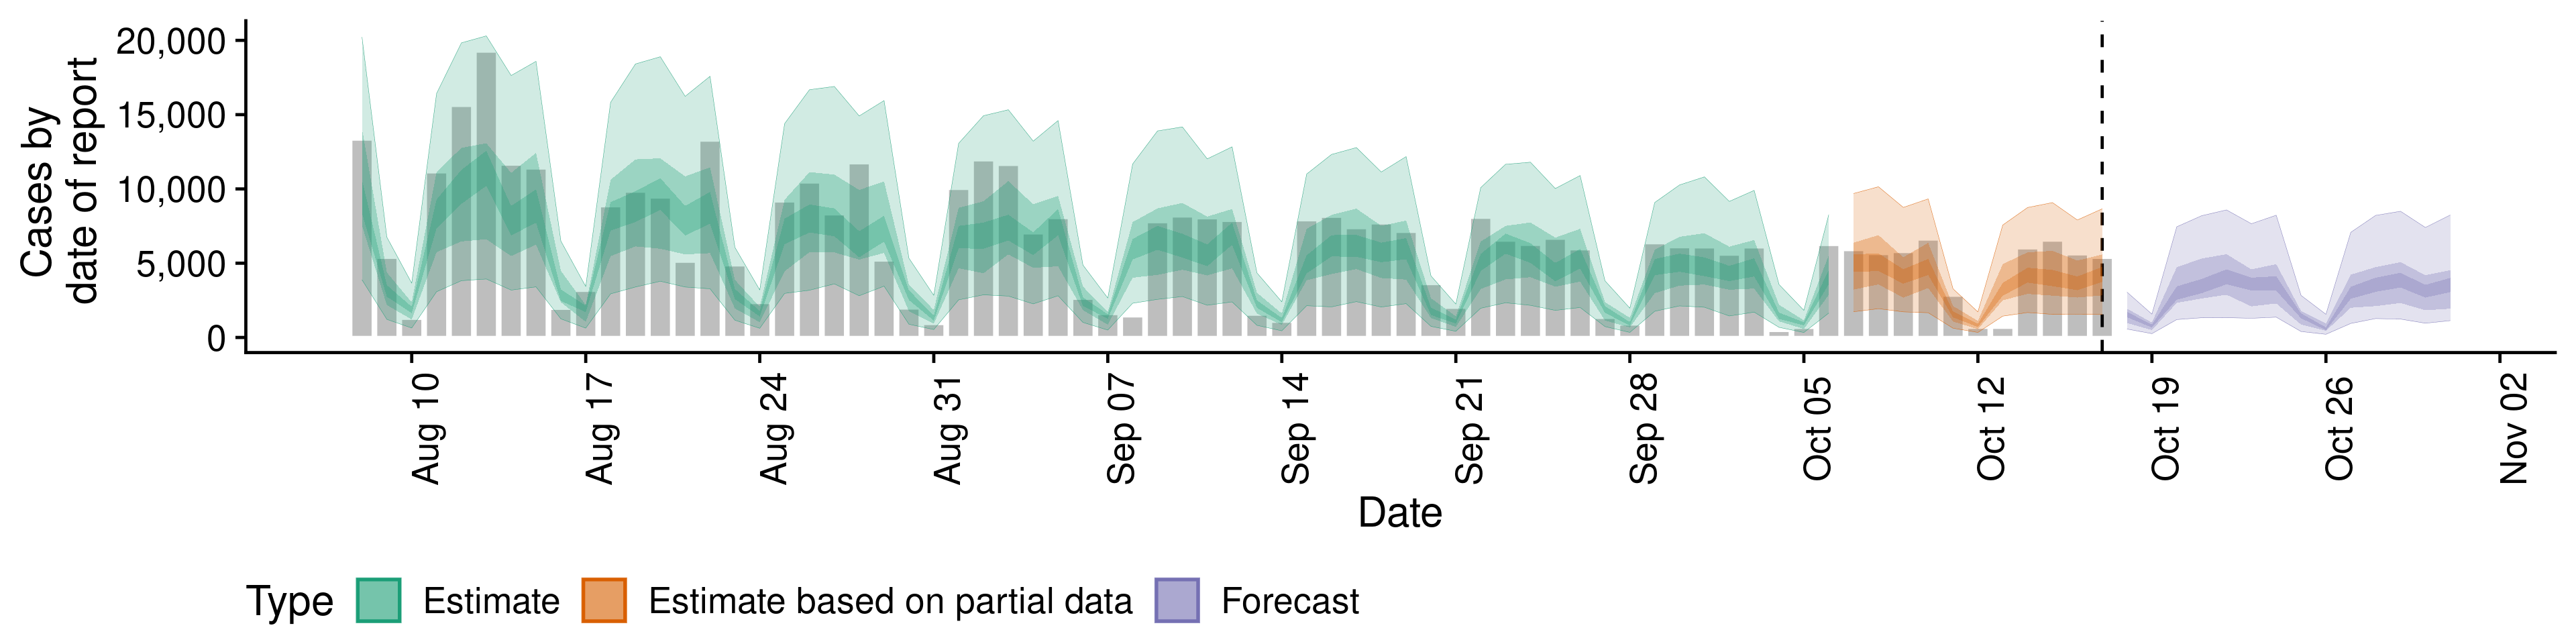 Cases by
date of report
20,000
15,000
10,000
5,000
0
Aug 10
Aug 17
Aug 24
Aug 31
Sep 07
Sep 14
Sep 21
Sep 28
Oct 05
Oct 12
Oct 19
Oct 26
Nov 02
Date
Type Estimate Estimate based on partial data Forecast